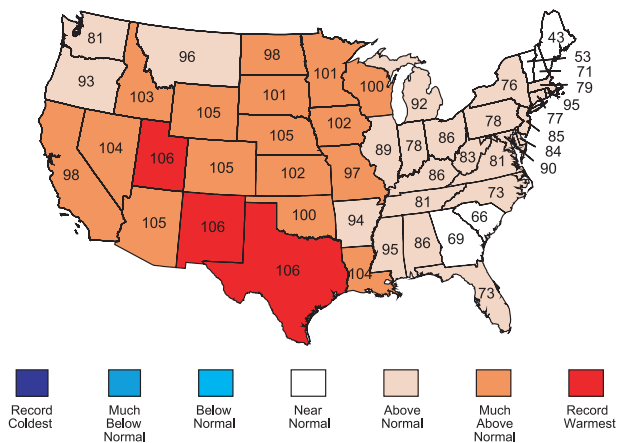 81 96 98 101 43
53
93 103 101 100 92 76 71
79
105 102 95
104 106 105 105 89 78 86 78 77
85
98 102 97 86 83 81 84
90
105 106 100 94 81 73
106 95 86 69 66
104 73
Record
Coldest
Much
Below
Normal
Below
Normal
Near
Normal
Above
Normal
Much
Above
Normal
Record
Warmest